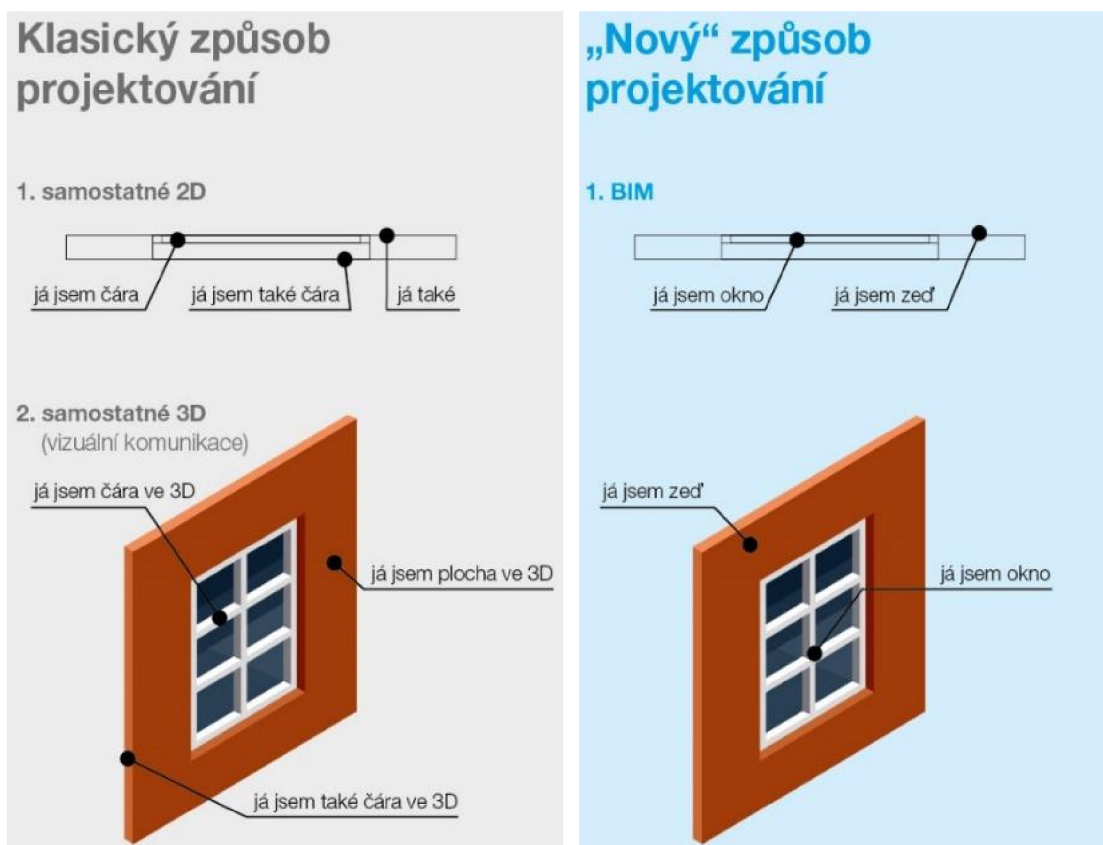 Klasický způsob
projektování
1. samostatné 2D
já jsem čára
já jsem také čára
já také
2. samostatné 3D
(vizuální komunikace)
já jsem čára ve 3D
já jsem plocha ve 3D
já jsem také čára ve 3D
„Nový“ způsob
projektování
1. BIM
já jsem okno
já jsem zeď
já jsem zeď
já jsem okno